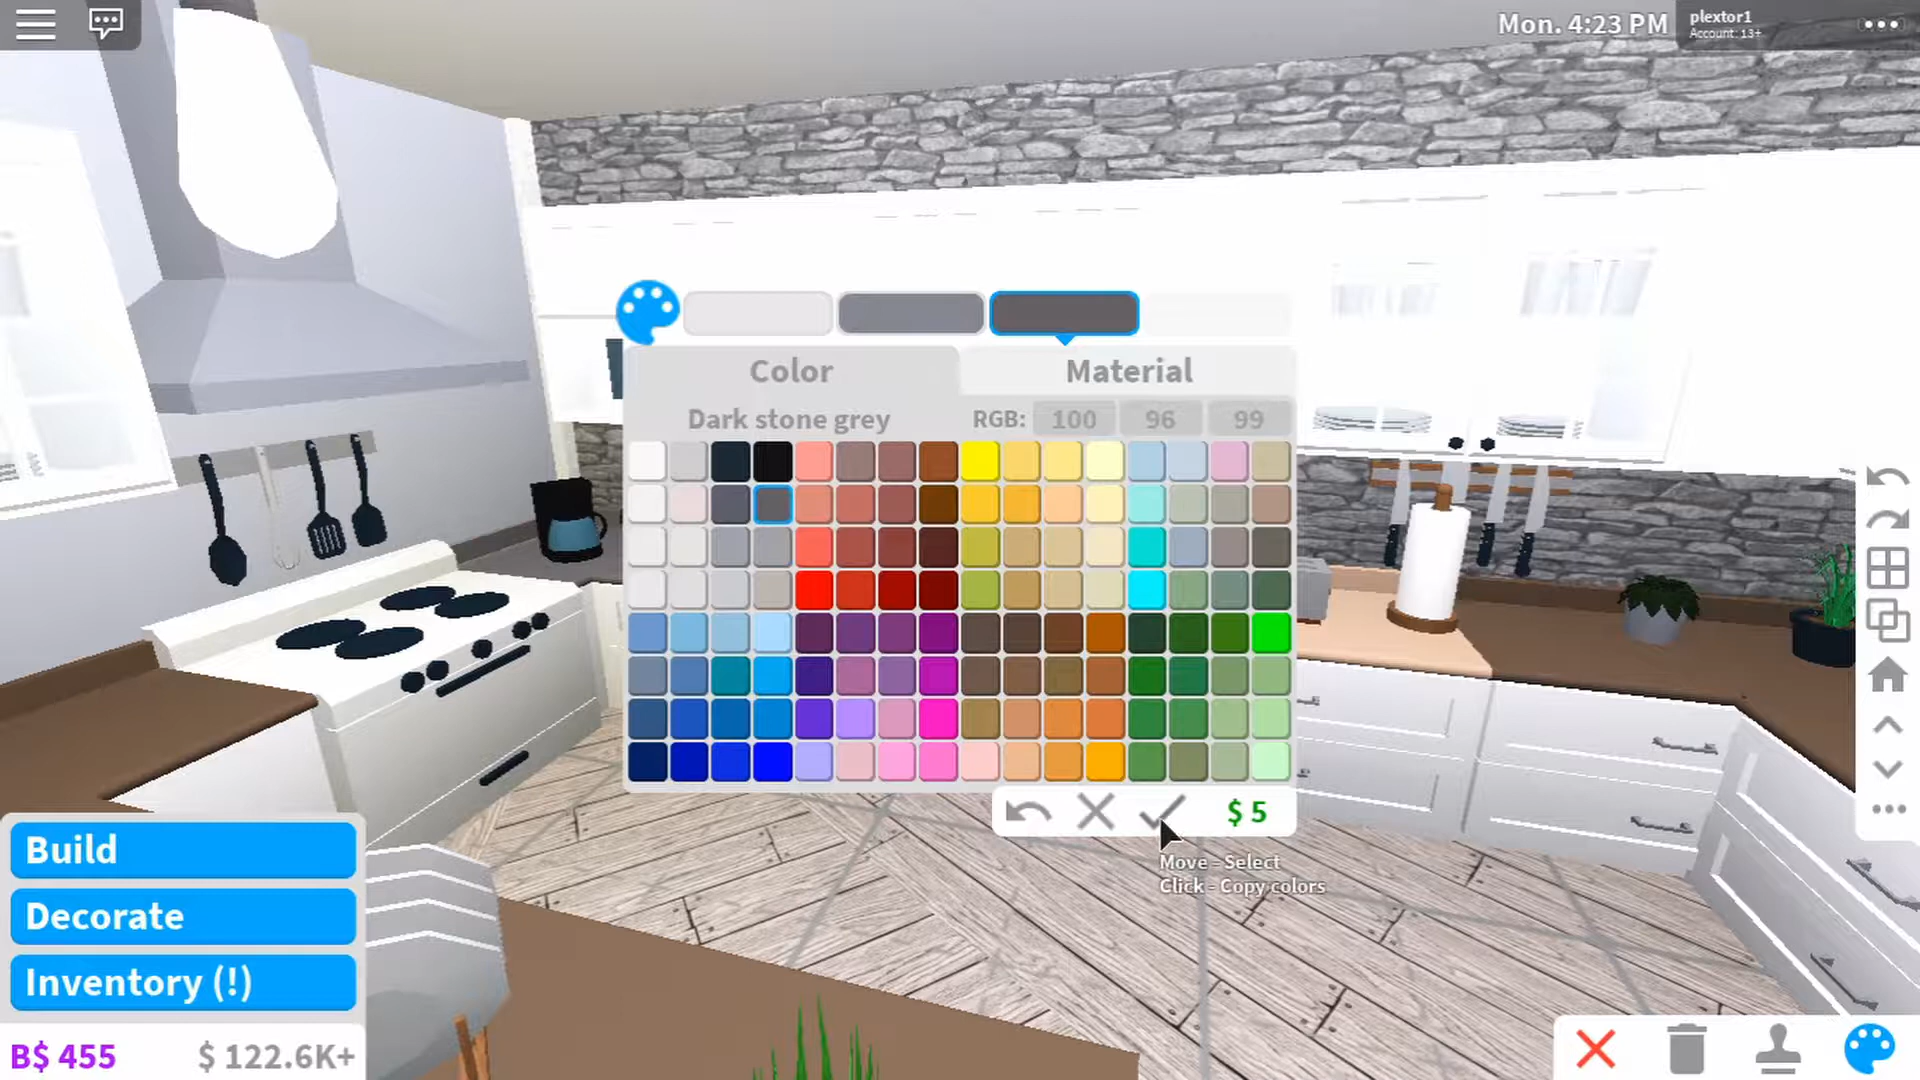 Mon. 4:23 PM
plextor1
Account: 13+
Color
Material
Dark stone grey
RGB: 100 96 99
$ 5
Move - Select
Click - Copy colors
Build
Decorate
Inventory (!)
B$ 455
$ 122.6K+